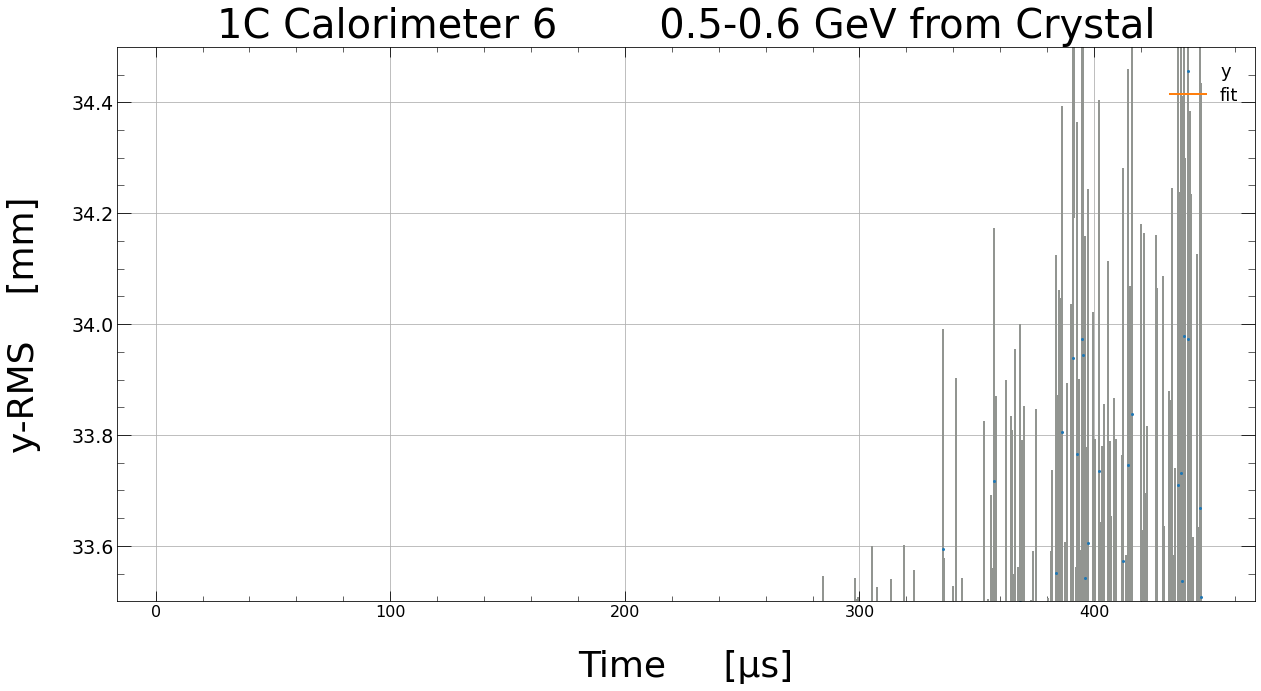 1C Calorimeter 6 0.5-0.6 GeV from Crystal
y
fit
34.4
34.2
34.0
33.8
33.6
y-RMS [mm]
0 100 200 300 400
Time [μs]